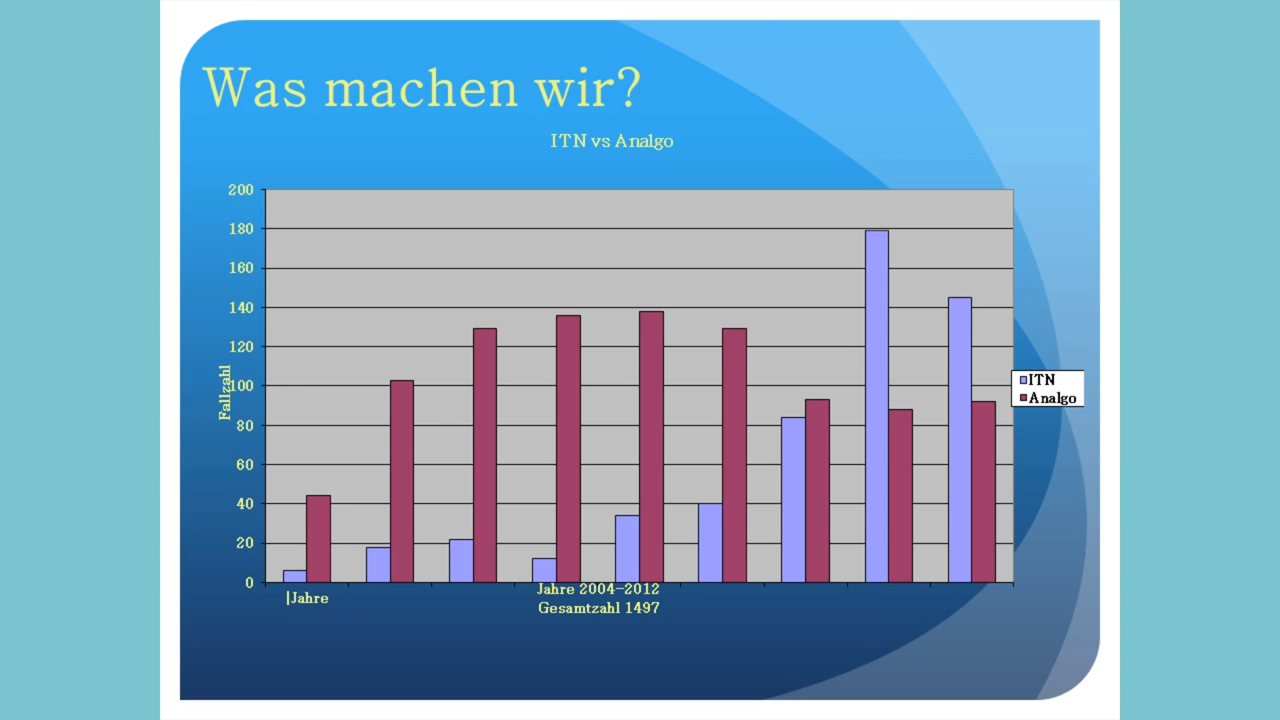 Was machen wir?
ITN vs Analgo
200
180
160
140
120
100
80
60
40
20
0
Fallzahl
ITN
Analgo
|Jahre
Jahre 2004-2012
Gesamtzahl 1497